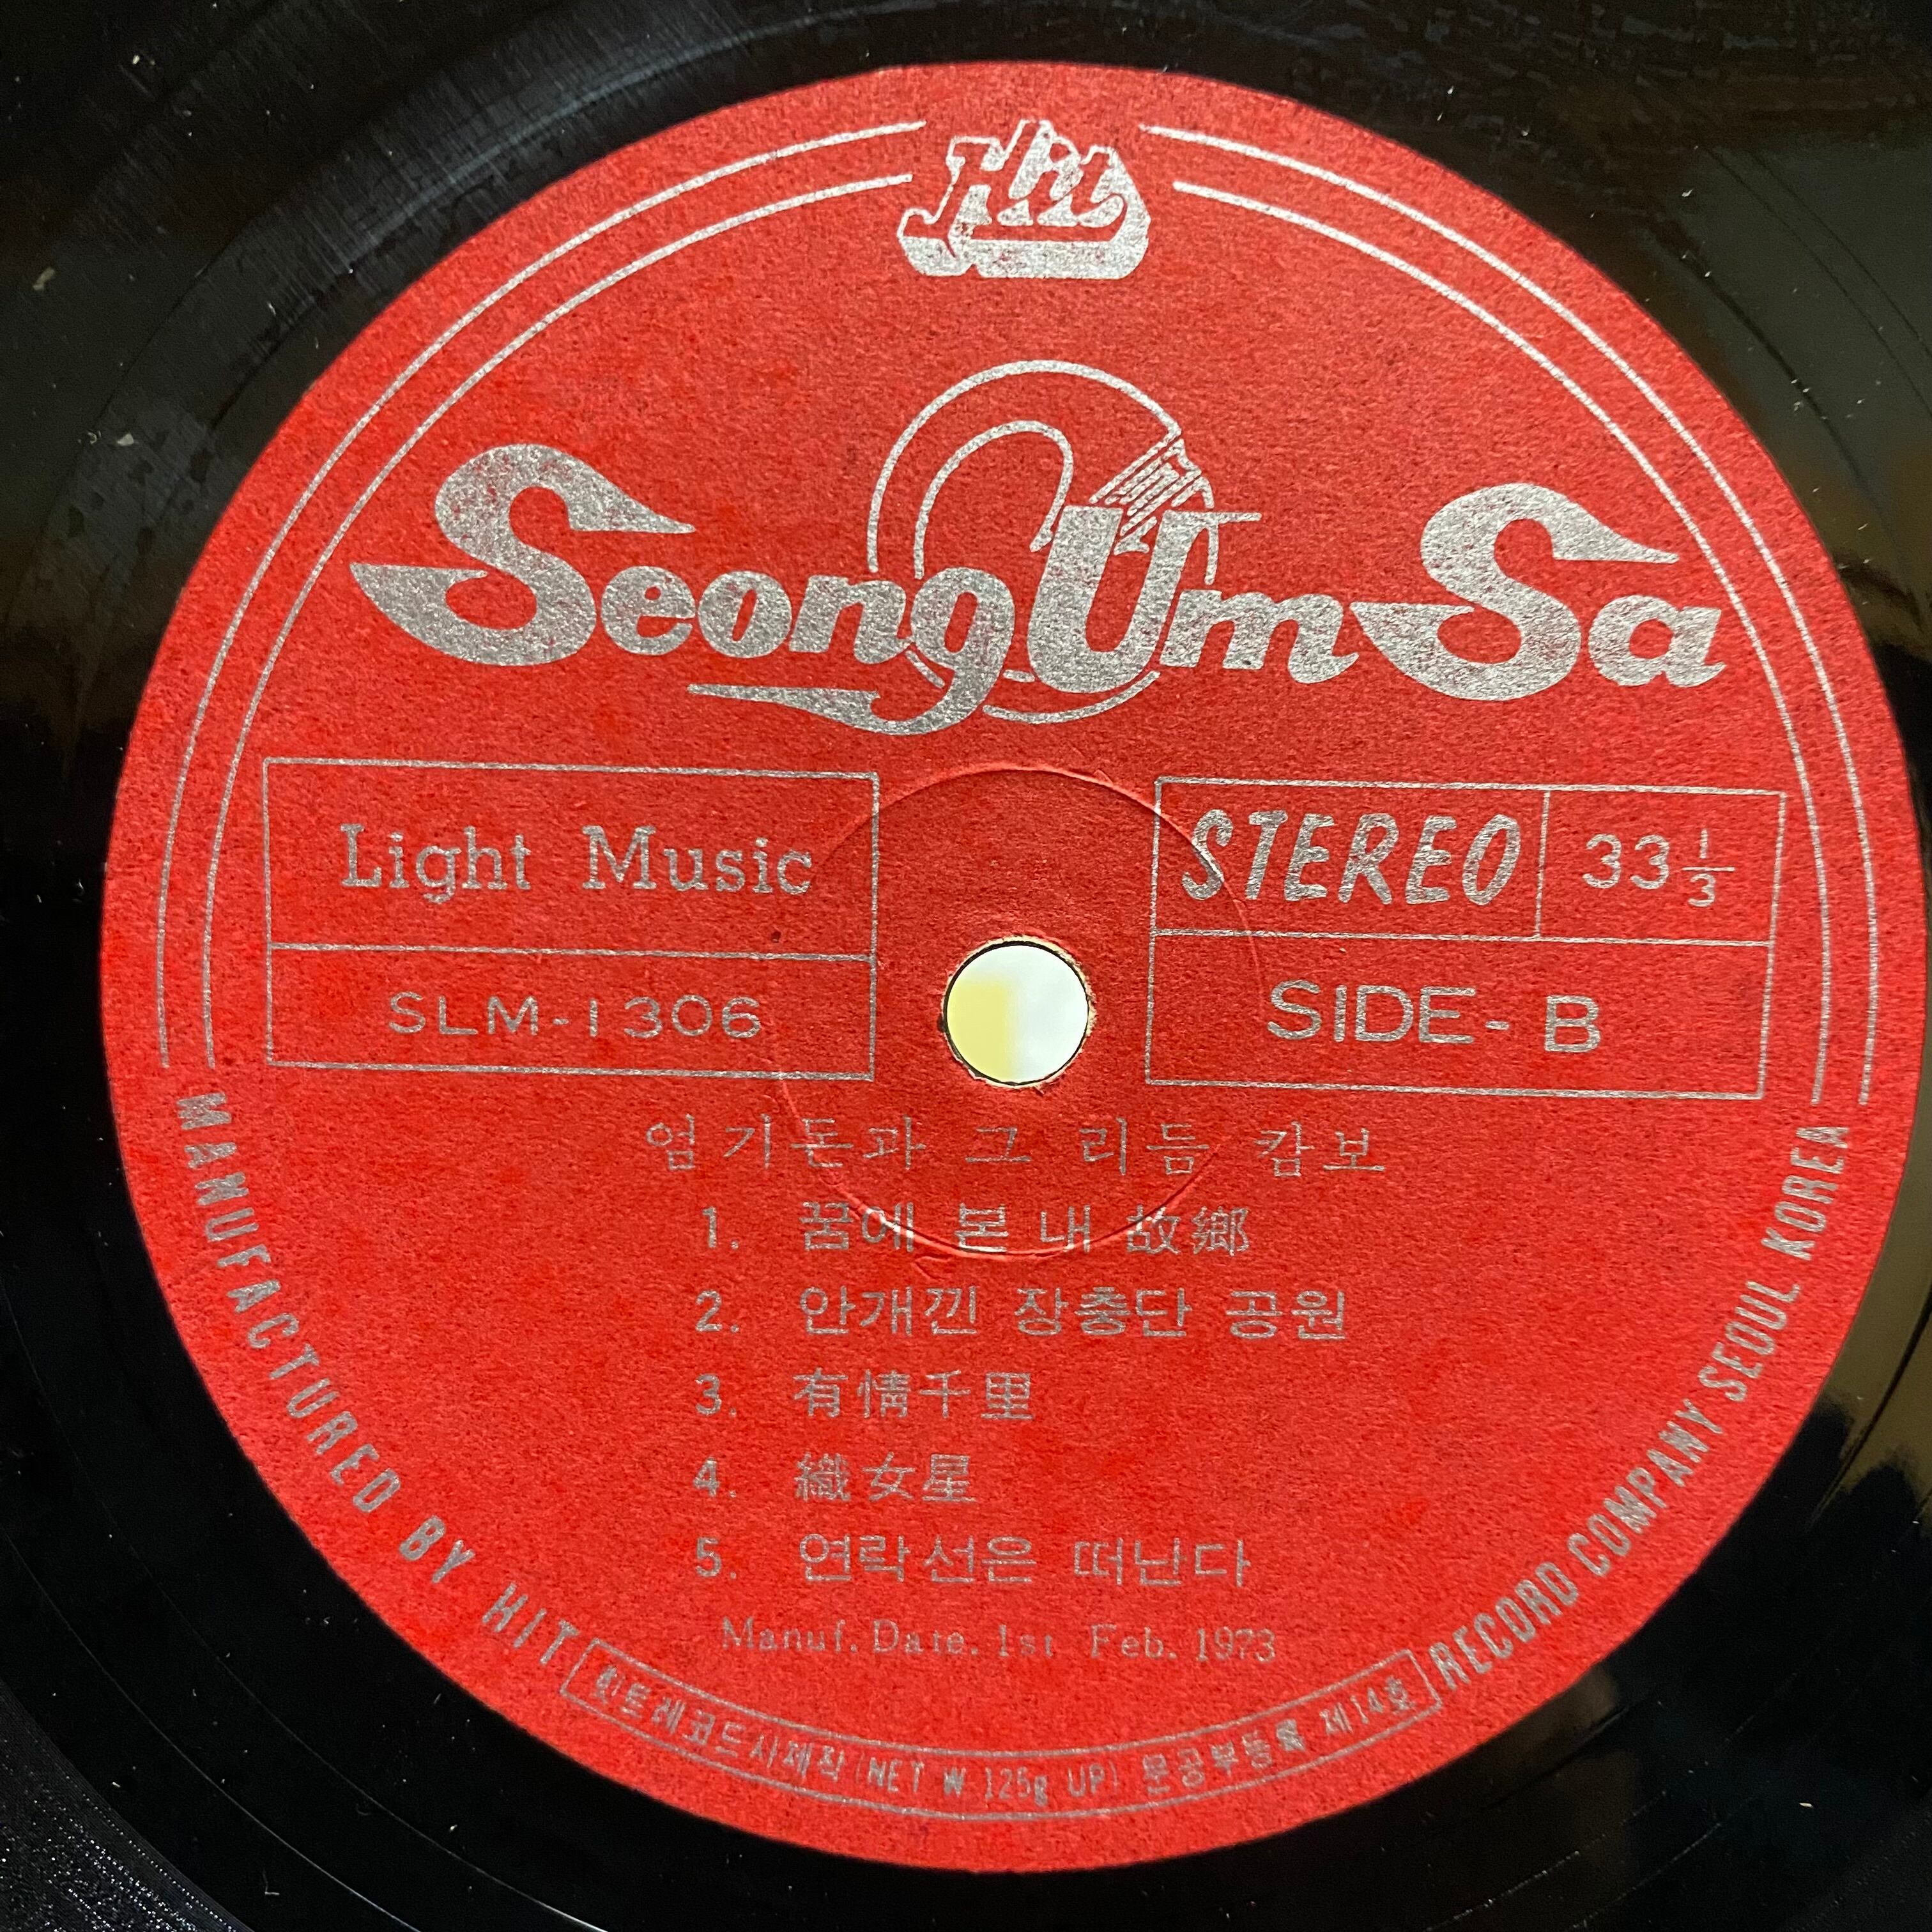 Hit
Seong Um Sa
Light Music
SLM-1306
STEREO 33 1/3
SIDE-B
엄기돈과 그 리듬 캄보
1. 꿈에 본 내 故鄕
2. 안개낀 장충단 공원
3. 有情千里
4. 織女星
5. 연락선은 떠난다
Manuf. Date. 1st Feb. 1973
MANUFACTURED BY HIT RECORD COMPANY SEOUL KOREA
힛트레코드사제작 (NET W. 125g UP) 문공부등록 제14호